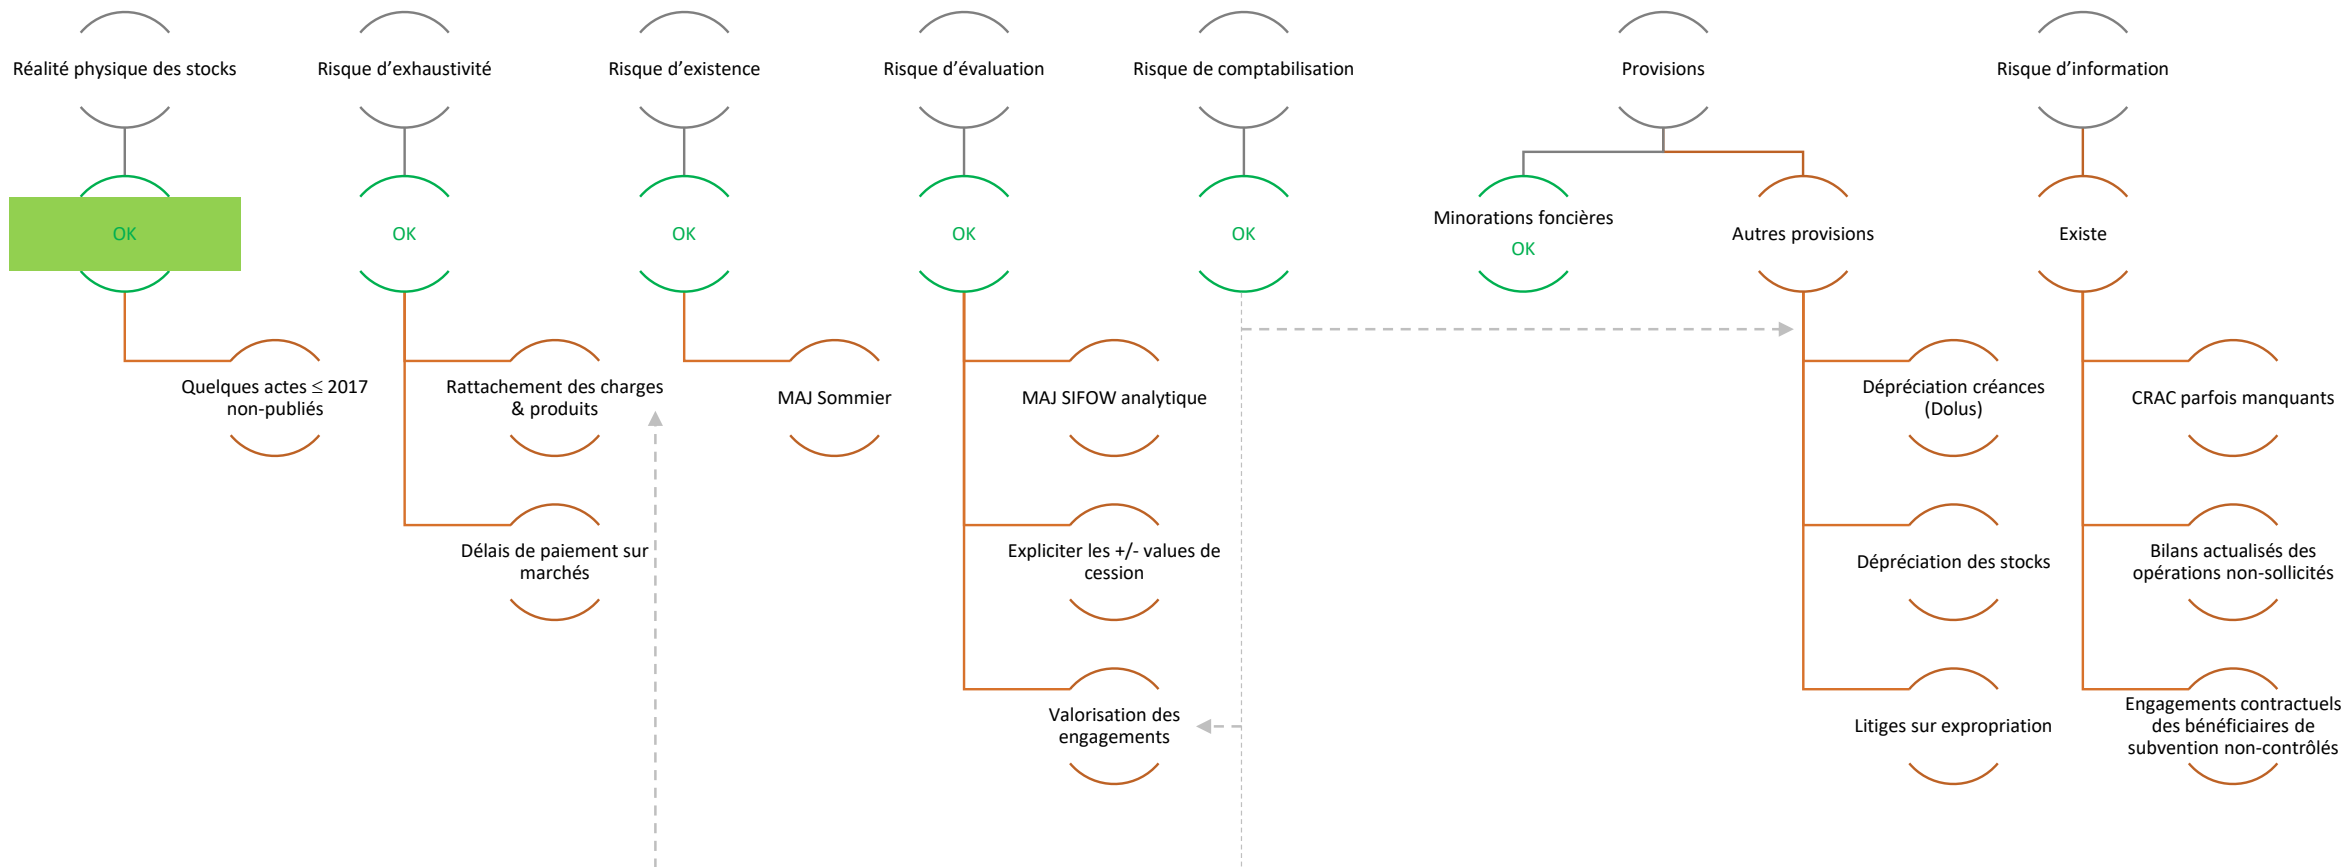 Réalité physique des stocks
Risque d’exhaustivité
Risque d’existence
Risque d’évaluation
Risque de comptabilisation
Provisions
Risque d’information
OK
OK
OK
OK
OK
Minorations foncières
OK
Autres provisions
Existe
Quelques actes ≤ 2017
non-publiés
Rattachement des charges
& produits
MAJ Sommier
MAJ SIFOW analytique
Dépréciation créances
(Dolus)
CRAC parfois manquants
Délais de paiement sur
marchés
Expliciter les +/- values de
cession
Dépréciation des stocks
Bilans actualisés des
opérations non-sollicités
Valorisation des
engagements
Litiges sur expropriation
Engagements contractuels
des bénéficiaires de
subvention non-contrôlés